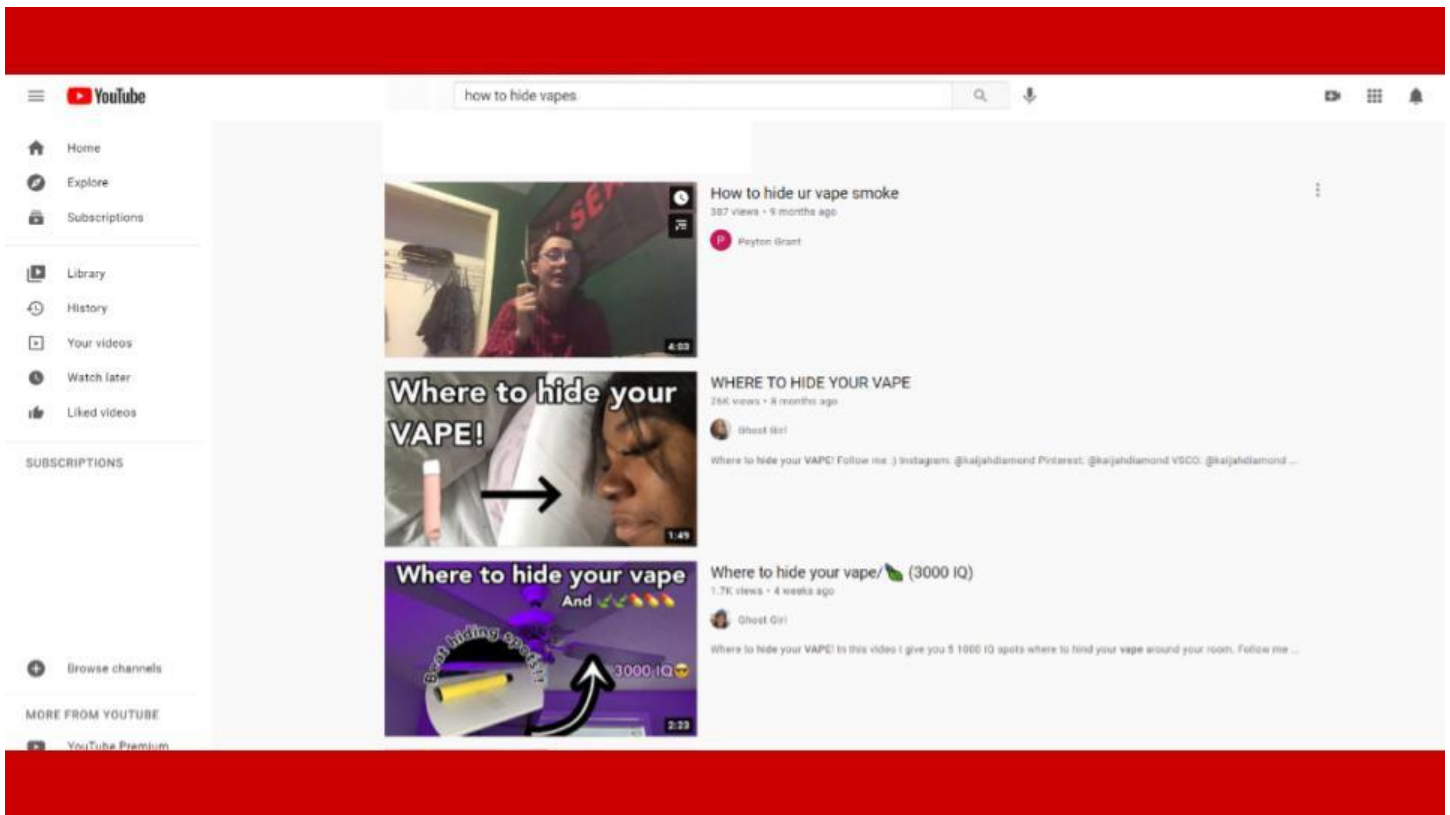 YouTube
how to hide vapes
Home
Explore
Subscriptions
Library
History
Your videos
Watch later
Liked videos
SUBSCRIPTIONS
Browse channels
MORE FROM YOUTUBE
YouTube Premium
SE
4:03
How to hide ur vape smoke
387 views • 9 months ago
P
Peyton Grant
Where to hide your
VAPE!
1:49
WHERE TO HIDE YOUR VAPE
26K views • 8 months ago
Ghost Girl
Where to hide your VAPE! Follow me :) Instagram: @kaijahdiamond Pinterest: @kaijahdiamond VSCO: @kaijahdiamond ...
Where to hide your vape
And 🌿🌿💊💊💊
Best hiding spots!!
3000 IQ😎
2:23
Where to hide your vape/ (3000 IQ)
1.7K views • 4 weeks ago
Ghost Girl
Where to hide your VAPE! In this video I give you 5 1000 IQ spots where to hind your vape around your room. Follow me ...